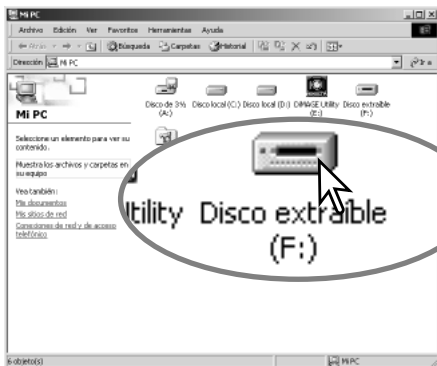 Mi PC
Archivo Edición Ver Favoritos Herramientas Ayuda
Atrás Búsqueda Carpetas Historial
Dirección Mi PC Ir a
Mi PC
Seleccione un elemento para ver su
contenido.
Muestra los archivos y carpetas en
su equipo
Vea también:
Mis documentos
Mis sitios de red
Conexiones de red y de acceso
telefónico
Disco de 3½
(A:)
Disco local (C:)
Disco local (D:)
DiMAGE Utility
(E:)
Disco extraíble
(F:)
tility Disco extraíble
(F:)
6 objeto(s) Mi PC